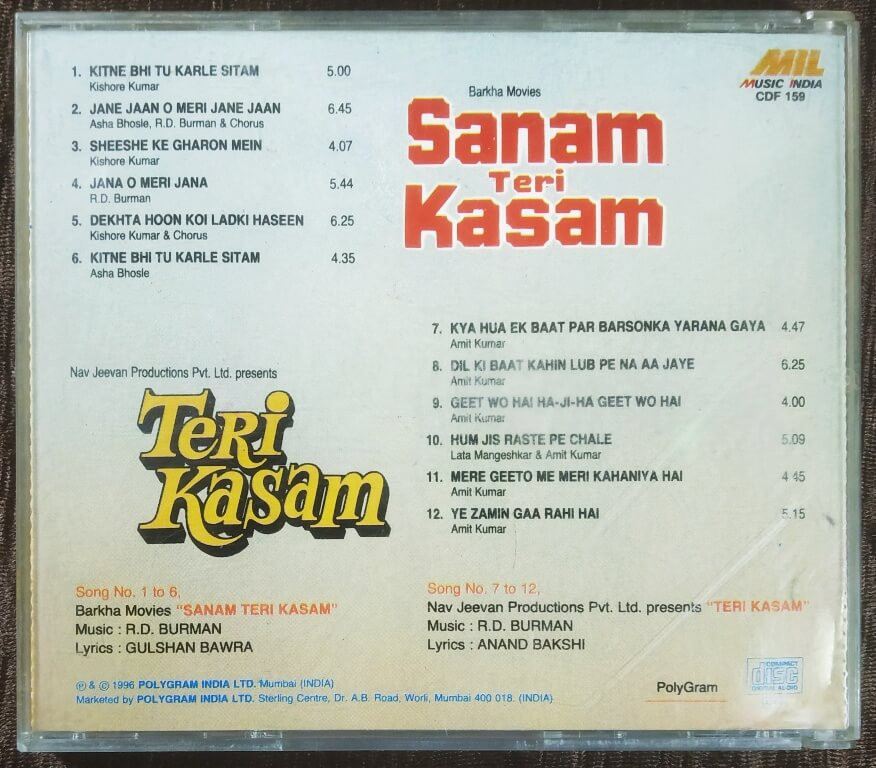 1. KITNE BHI TU KARLE SITAM 5.00
Kishore Kumar
2. JANE JAAN O MERI JANE JAAN 6.45
Asha Bhosle, R.D. Burman & Chorus
3. SHEESHE KE GHARON MEIN 4.07
Kishore Kumar
4. JANA O MERI JANA 5.44
R.D. Burman
5. DEKHTA HOON KOI LADKI HASEEN 6.25
Kishore Kumar & Chorus
6. KITNE BHI TU KARLE SITAM 4.35
Asha Bhosle
MIL
MUSIC INDIA
CDF 159
Barkha Movies
Sanam
Teri
Kasam
7. KYA HUA EK BAAT PAR BARSONKA YARANA GAYA 4.47
Amit Kumar
8. DIL KI BAAT KAHIN LUB PE NA AA JAYE 6.25
Amit Kumar
9. GEET WO HAI HA-JI-HA GEET WO HAI 4.00
Amit Kumar
10. HUM JIS RASTE PE CHALE 5.09
Lata Mangeshkar & Amit Kumar
11. MERE GEETO ME MERI KAHANIYA HAI 4.45
Amit Kumar
12. YE ZAMIN GAA RAHI HAI 5.15
Amit Kumar
Nav Jeevan Productions Pvt. Ltd. presents
Teri
Kasam
Song No. 1 to 6,
Barkha Movies "SANAM TERI KASAM"
Music : R.D. BURMAN
Lyrics : GULSHAN BAWRA
Song No. 7 to 12,
Nav Jeevan Productions Pvt. Ltd. presents "TERI KASAM"
Music : R.D. BURMAN
Lyrics : ANAND BAKSHI
℗ & © 1996 POLYGRAM INDIA LTD. Mumbai (INDIA)
Marketed by POLYGRAM INDIA LTD. Sterling Centre, Dr. A.B. Road, Worli, Mumbai 400 018. (INDIA)
PolyGram
COMPACT
disc
DIGITAL AUDIO